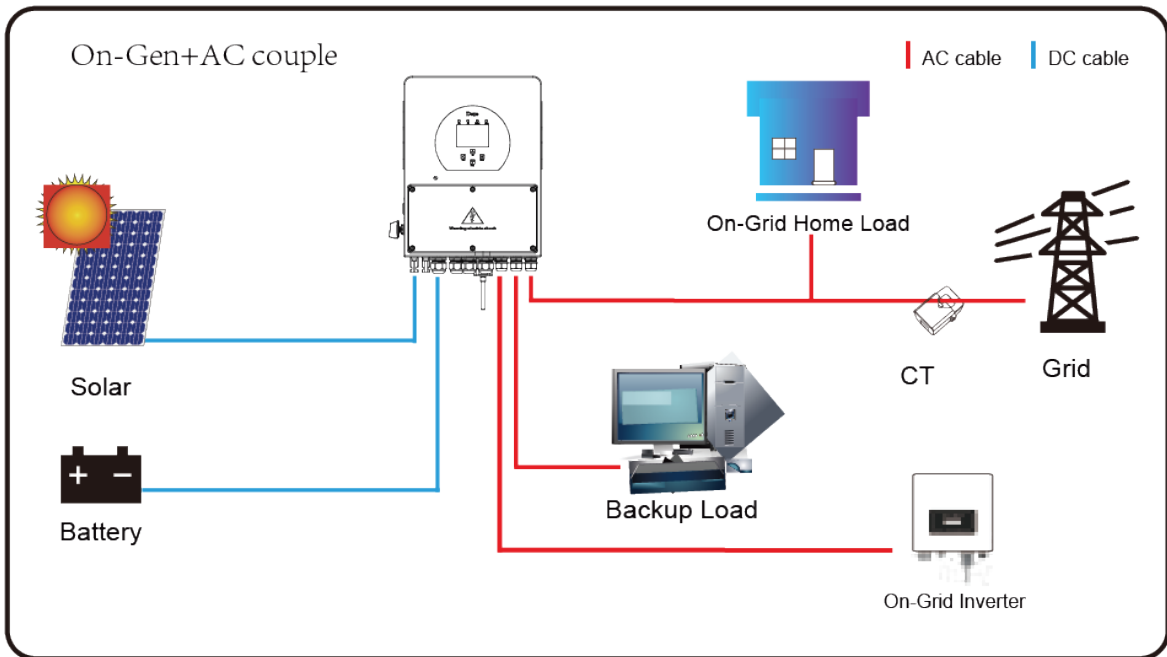 On-Gen+AC couple
AC cable
DC cable
On-Grid Home Load
Solar
CT
Grid
Backup Load
Battery
On-Grid Inverter